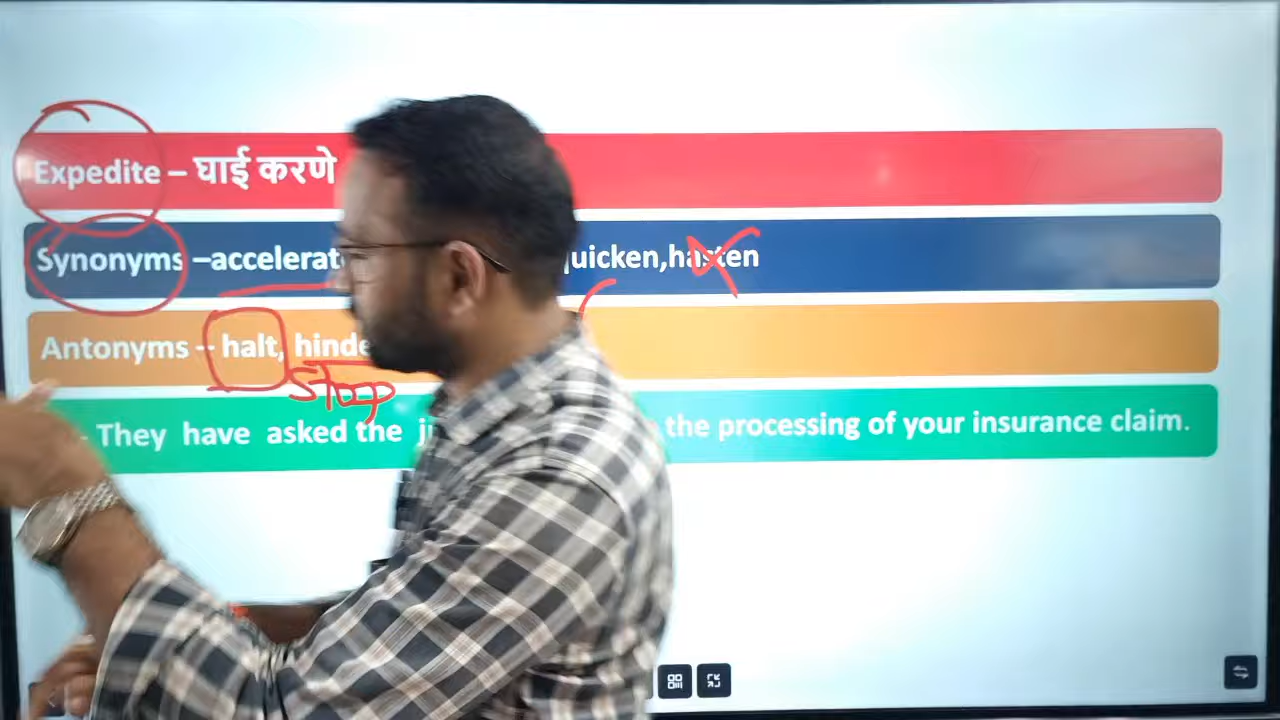 Expedite – घाई करणे
Synonyms –accelerat uicken,hasten
Antonyms – halt, hinde
stop
- They have asked the the processing of your insurance claim.